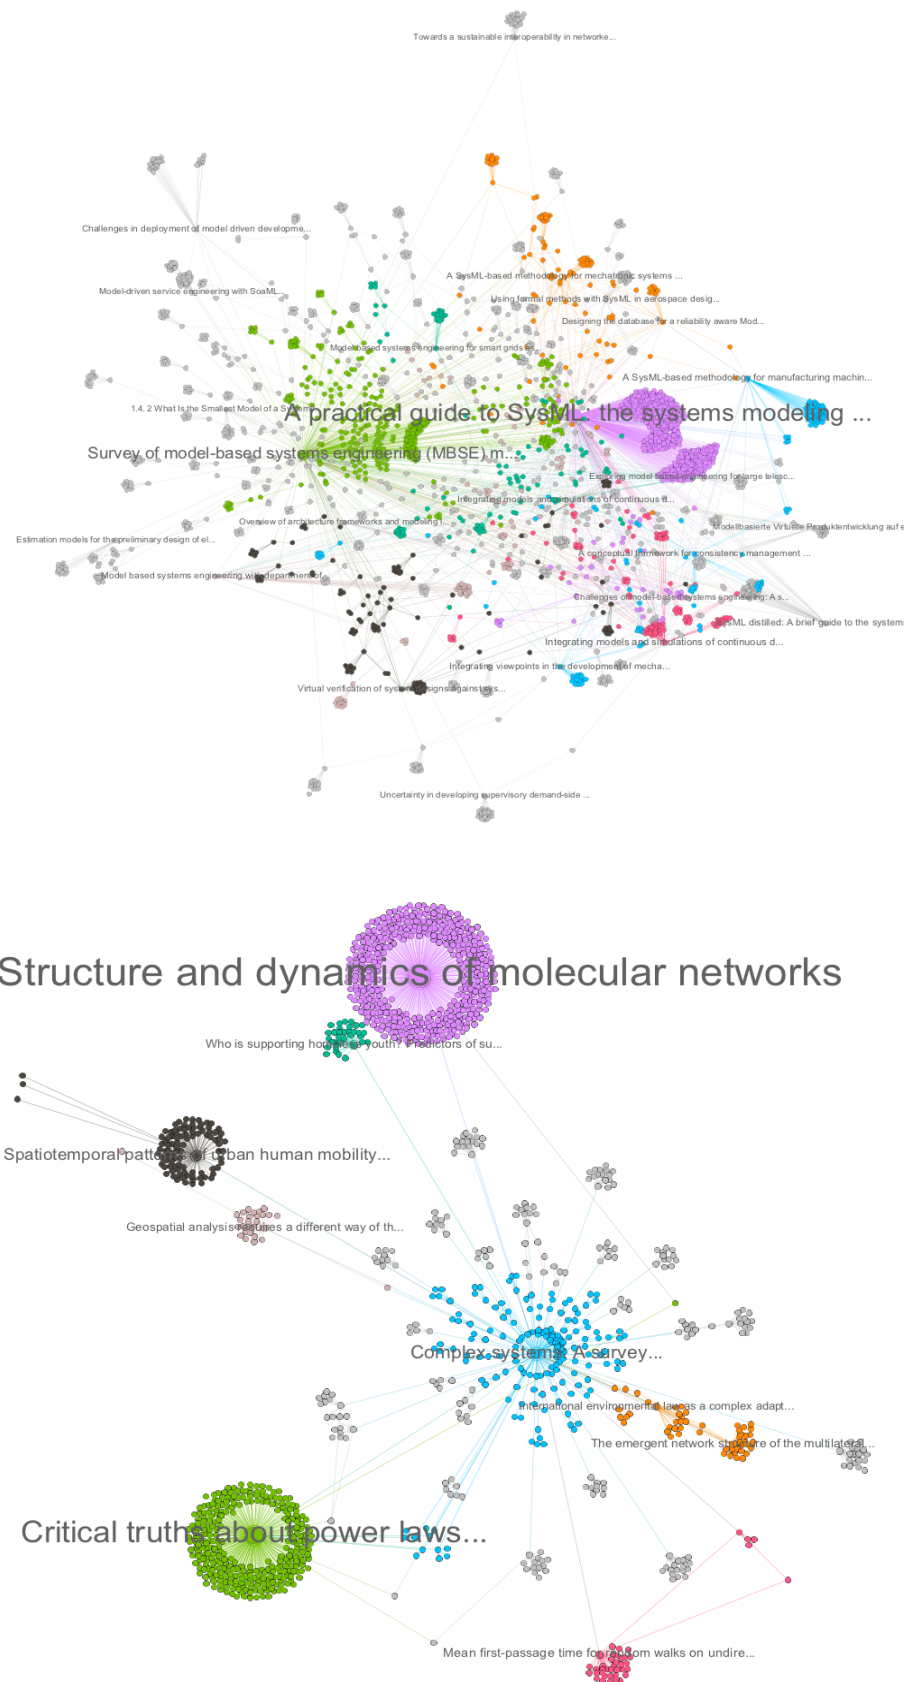 Towards a sustainable interoperability in networke...
Challenges in deployment of model driven developme...
A SysML-based methodology for mechatronic systems ...
Model-driven service engineering with SoaML...
Using formal methods with SysML in aerospace desig...
Designing the database for a reliability aware Mod...
Model-based systems engineering for smart grids as...
A SysML-based methodology for manufacturing machin...
1.4. 2 What Is the Smallest Model of a System
A practical guide to SysML: the systems modeling ...
Survey of model-based systems engineering (MBSE) m...
Exploring model based engineering for large telesc...
Integrating models and simulations of continuous d...
Overview of architecture frameworks and modeling l...
Modellbasierte Virtuelle Produktentwicklung auf e
Estimation models for the preliminary design of el...
A conceptual framework for consistency management ...
Model based systems engineering with department of
Challenges of model-based systems engineering: A s...
SysML distilled: A brief guide to the systems
Integrating models and simulations of continuous d...
Integrating viewpoints in the development of mecha...
Virtual verification of system designs against sys...
Uncertainty in developing supervisory demand-side ...
Structure and dynamics of molecular networks
Who is supporting homeless youth? Predictors of su...
Spatiotemporal patterns of urban human mobility...
Geospatial analysis requires a different way of th...
Complex systems: A survey...
International environmental law as a complex adapt...
The emergent network structure of the multilateral...
Critical truths about power laws...
Mean first-passage time for random walks on undire...